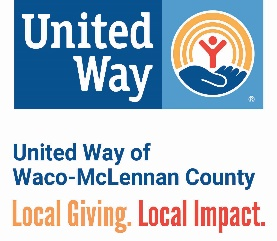 United
Way
®
United Way of
Waco-McLennan County
Local Giving. Local Impact.